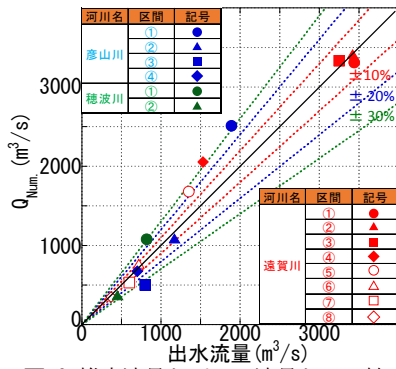 河川名 区間 記号
彦山川 ①
②
③
④
穂波川 ①
②
±10%
±20%
±30%
河川名 区間 記号
遠賀川 ①
②
③
④
⑤
⑥
⑦
⑧
4000
3000
2000
1000
0
0 1000 2000 3000
Q Num. (m³/s)
出水流量(m³/s)